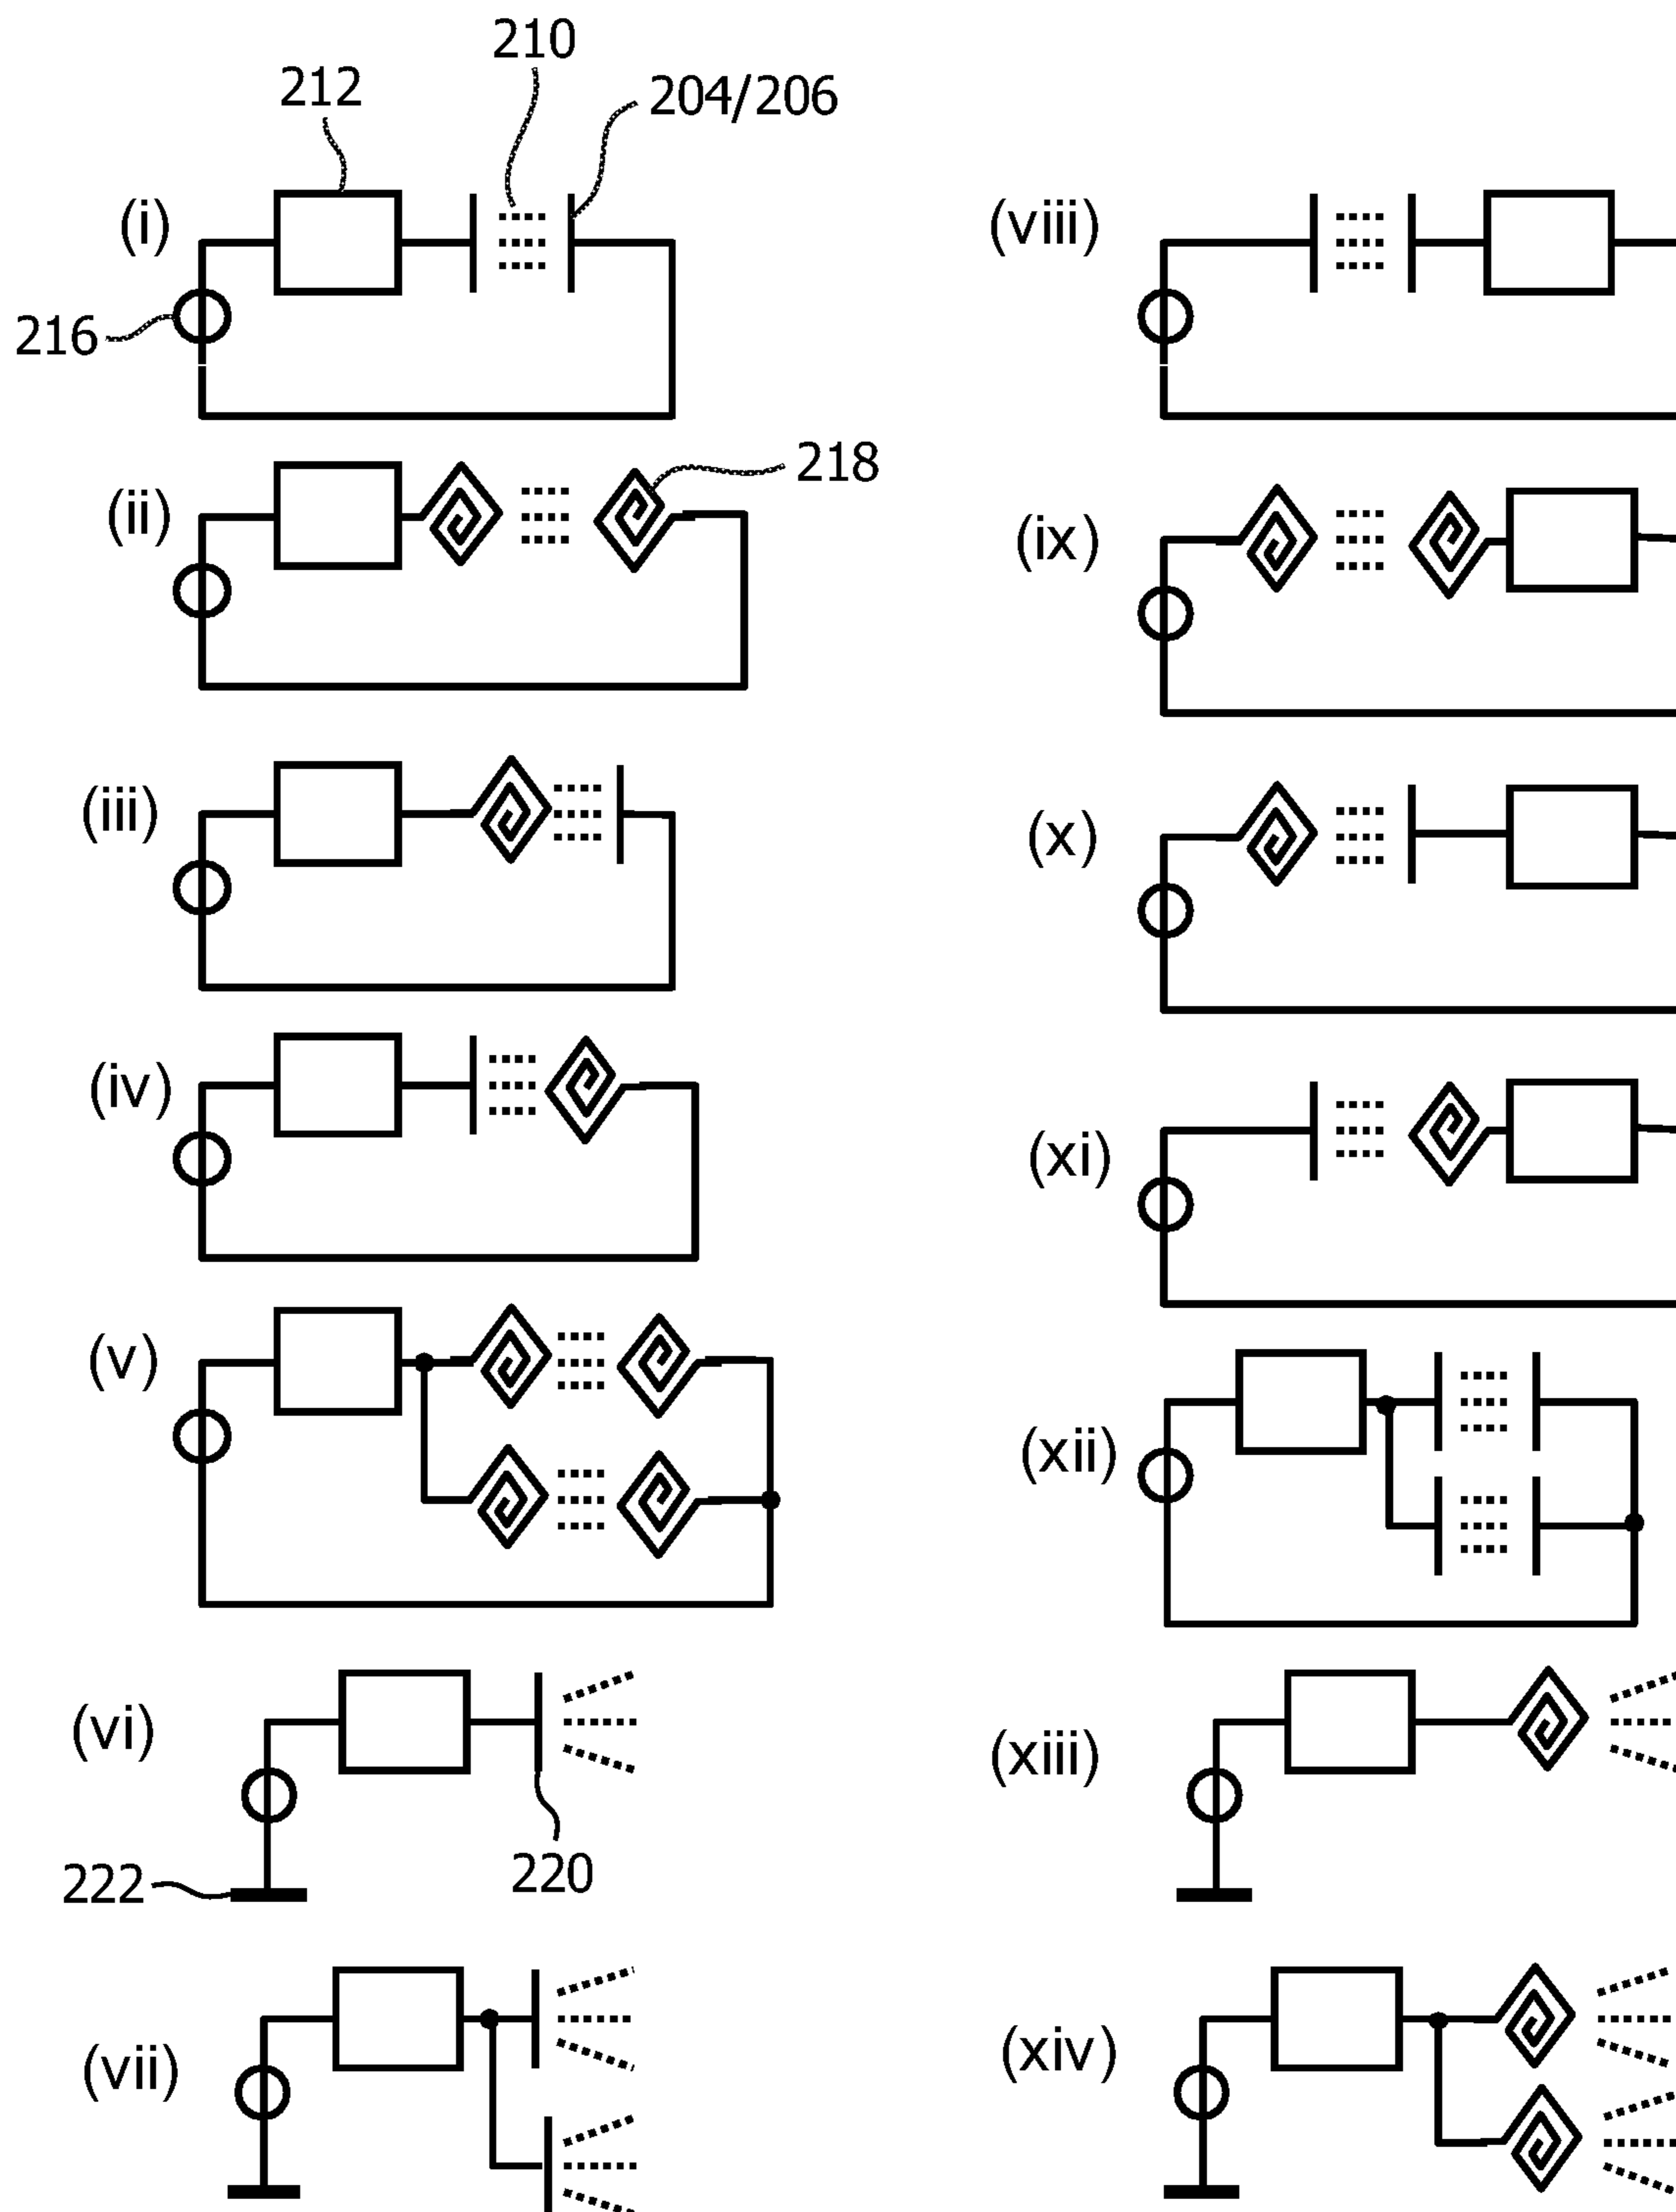 210
212
204/206
(i)
(viii)
216
218
(ii)
(ix)
(iii)
(x)
(iv)
(xi)
(v)
(xii)
(vi)
(xiii)
222
220
(vii)
(xiv)